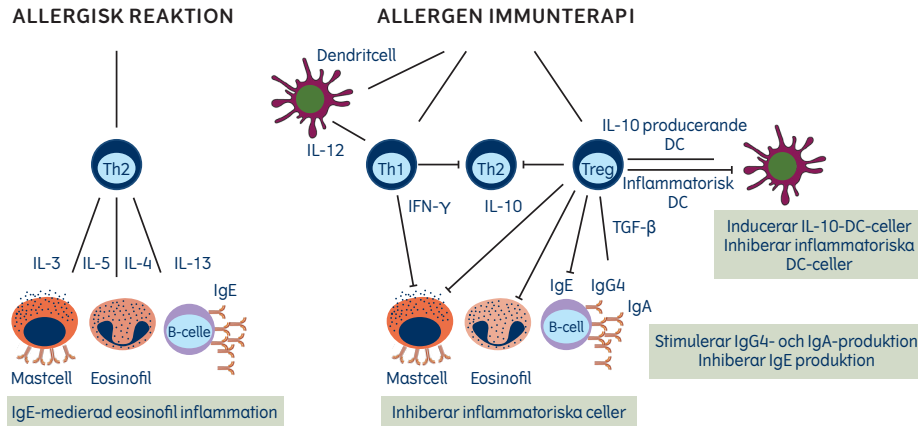 ALLERGISK REAKTION
Th2
IL-3
IL-5
IL-4
IL-13
IgE
B-celle
Mastcell
Eosinofil
IgE-medierad eosinofil inflammation
ALLERGEN IMMUNTERAPI
Dendritcell
IL-12
Th1
Th2
Treg
IL-10 producerande
DC
Inflammatorisk
DC
IFN-γ
IL-10
TGF-β
Inducerar IL-10-DC-celler
Inhiberar inflammatoriska
DC-celler
IgE
IgG4
IgA
B-cell
Mastcell
Eosinofil
Stimulerar IgG4- och IgA-produktion
Inhiberar IgE produktion
Inhiberar inflammatoriska celler